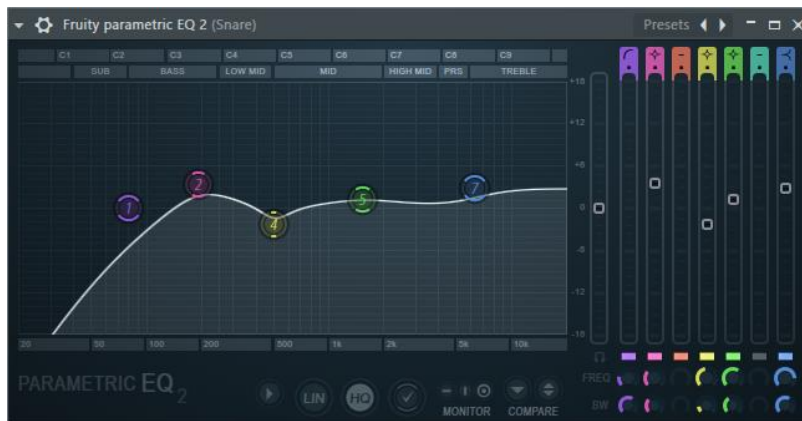 Fruity parametric EQ 2 (Snare)
Presets
C1 C2 C3 C4 C5 C6 C7 C8 C9
SUB BASS LOW MID MID HIGH MID PRS TREBLE
+18
+12
+6
0
-6
-12
-18
1
2
4
5
7
20 50 100 200 500 1k 2k 5k 10k
PARAMETRIC EQ 2
LIN
HQ
MONITOR
COMPARE
FREQ
BW